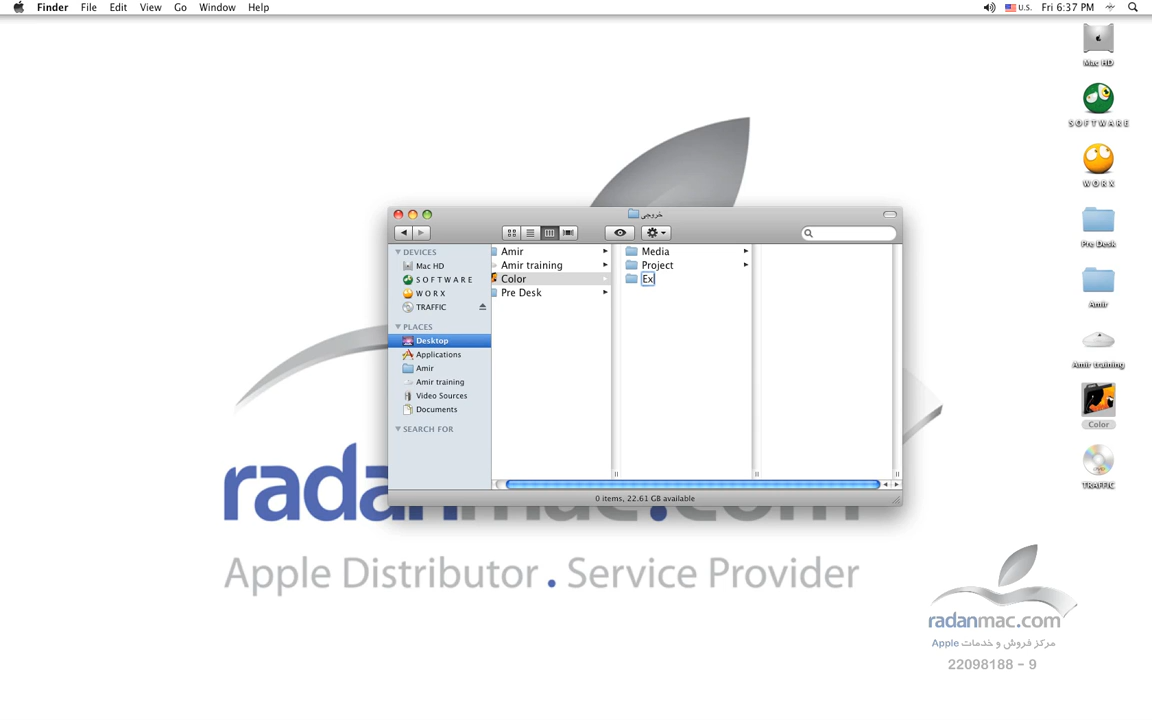 Finder File Edit View Go Window Help
U.S. Fri 6:37 PM
Mac HD
SOFTWARE
WORX
Pre Desk
Amir
Amir training
Color
TRAFFIC
خروجی
DEVICES
Mac HD
SOFTWARE
WORX
TRAFFIC
PLACES
Desktop
Applications
Amir
Amir training
Video Sources
Documents
SEARCH FOR
Amir
Amir training
Color
Pre Desk
Media
Project
Ex
0 items, 22.61 GB available
radanmac.com
Apple Distributor . Service Provider
radanmac.com
مرکز فروش و خدمات Apple
22098188 - 9